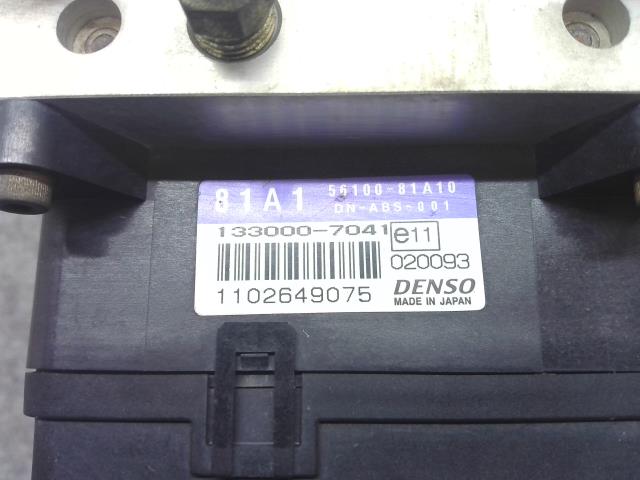 81A1 56100-81A10
DN-ABS-001
133000-7041 e11
020093
1102649075 DENSO
MADE IN JAPAN